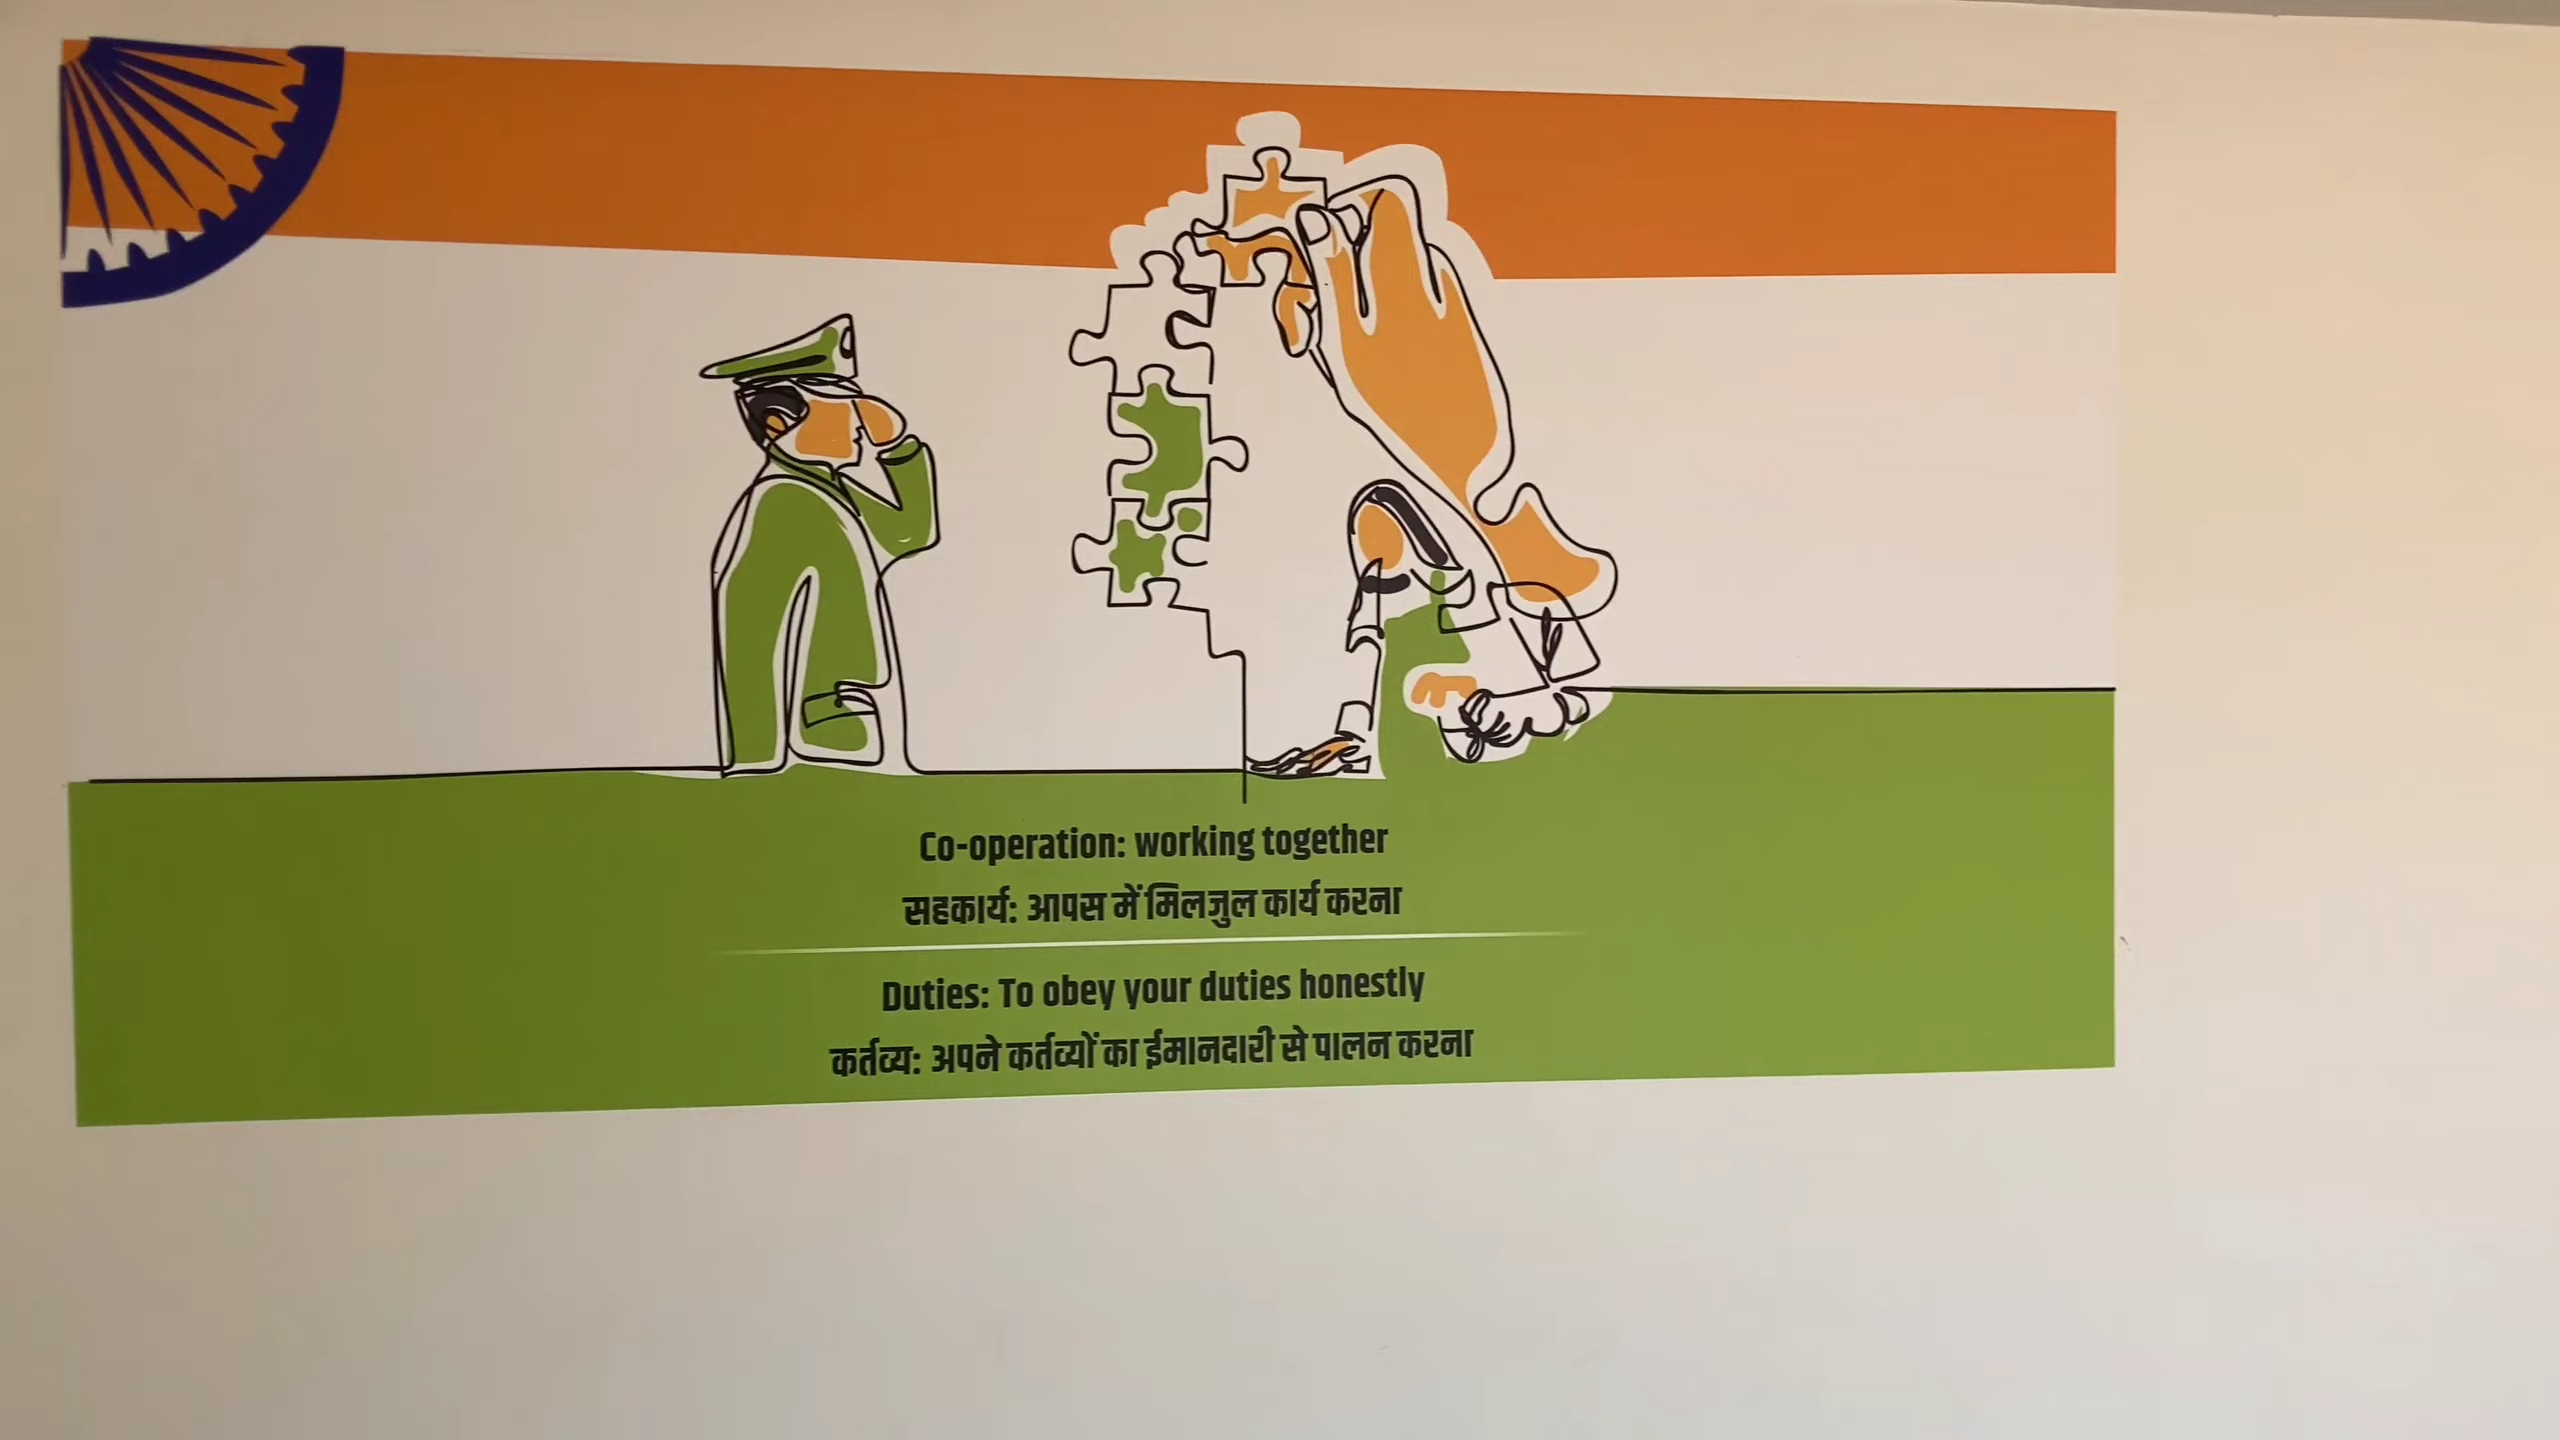 Co-operation: working together
सहकार्य: आपस में मिलजुल कार्य करना
Duties: To obey your duties honestly
कर्तव्य: अपने कर्तव्यों का ईमानदारी से पालन करना